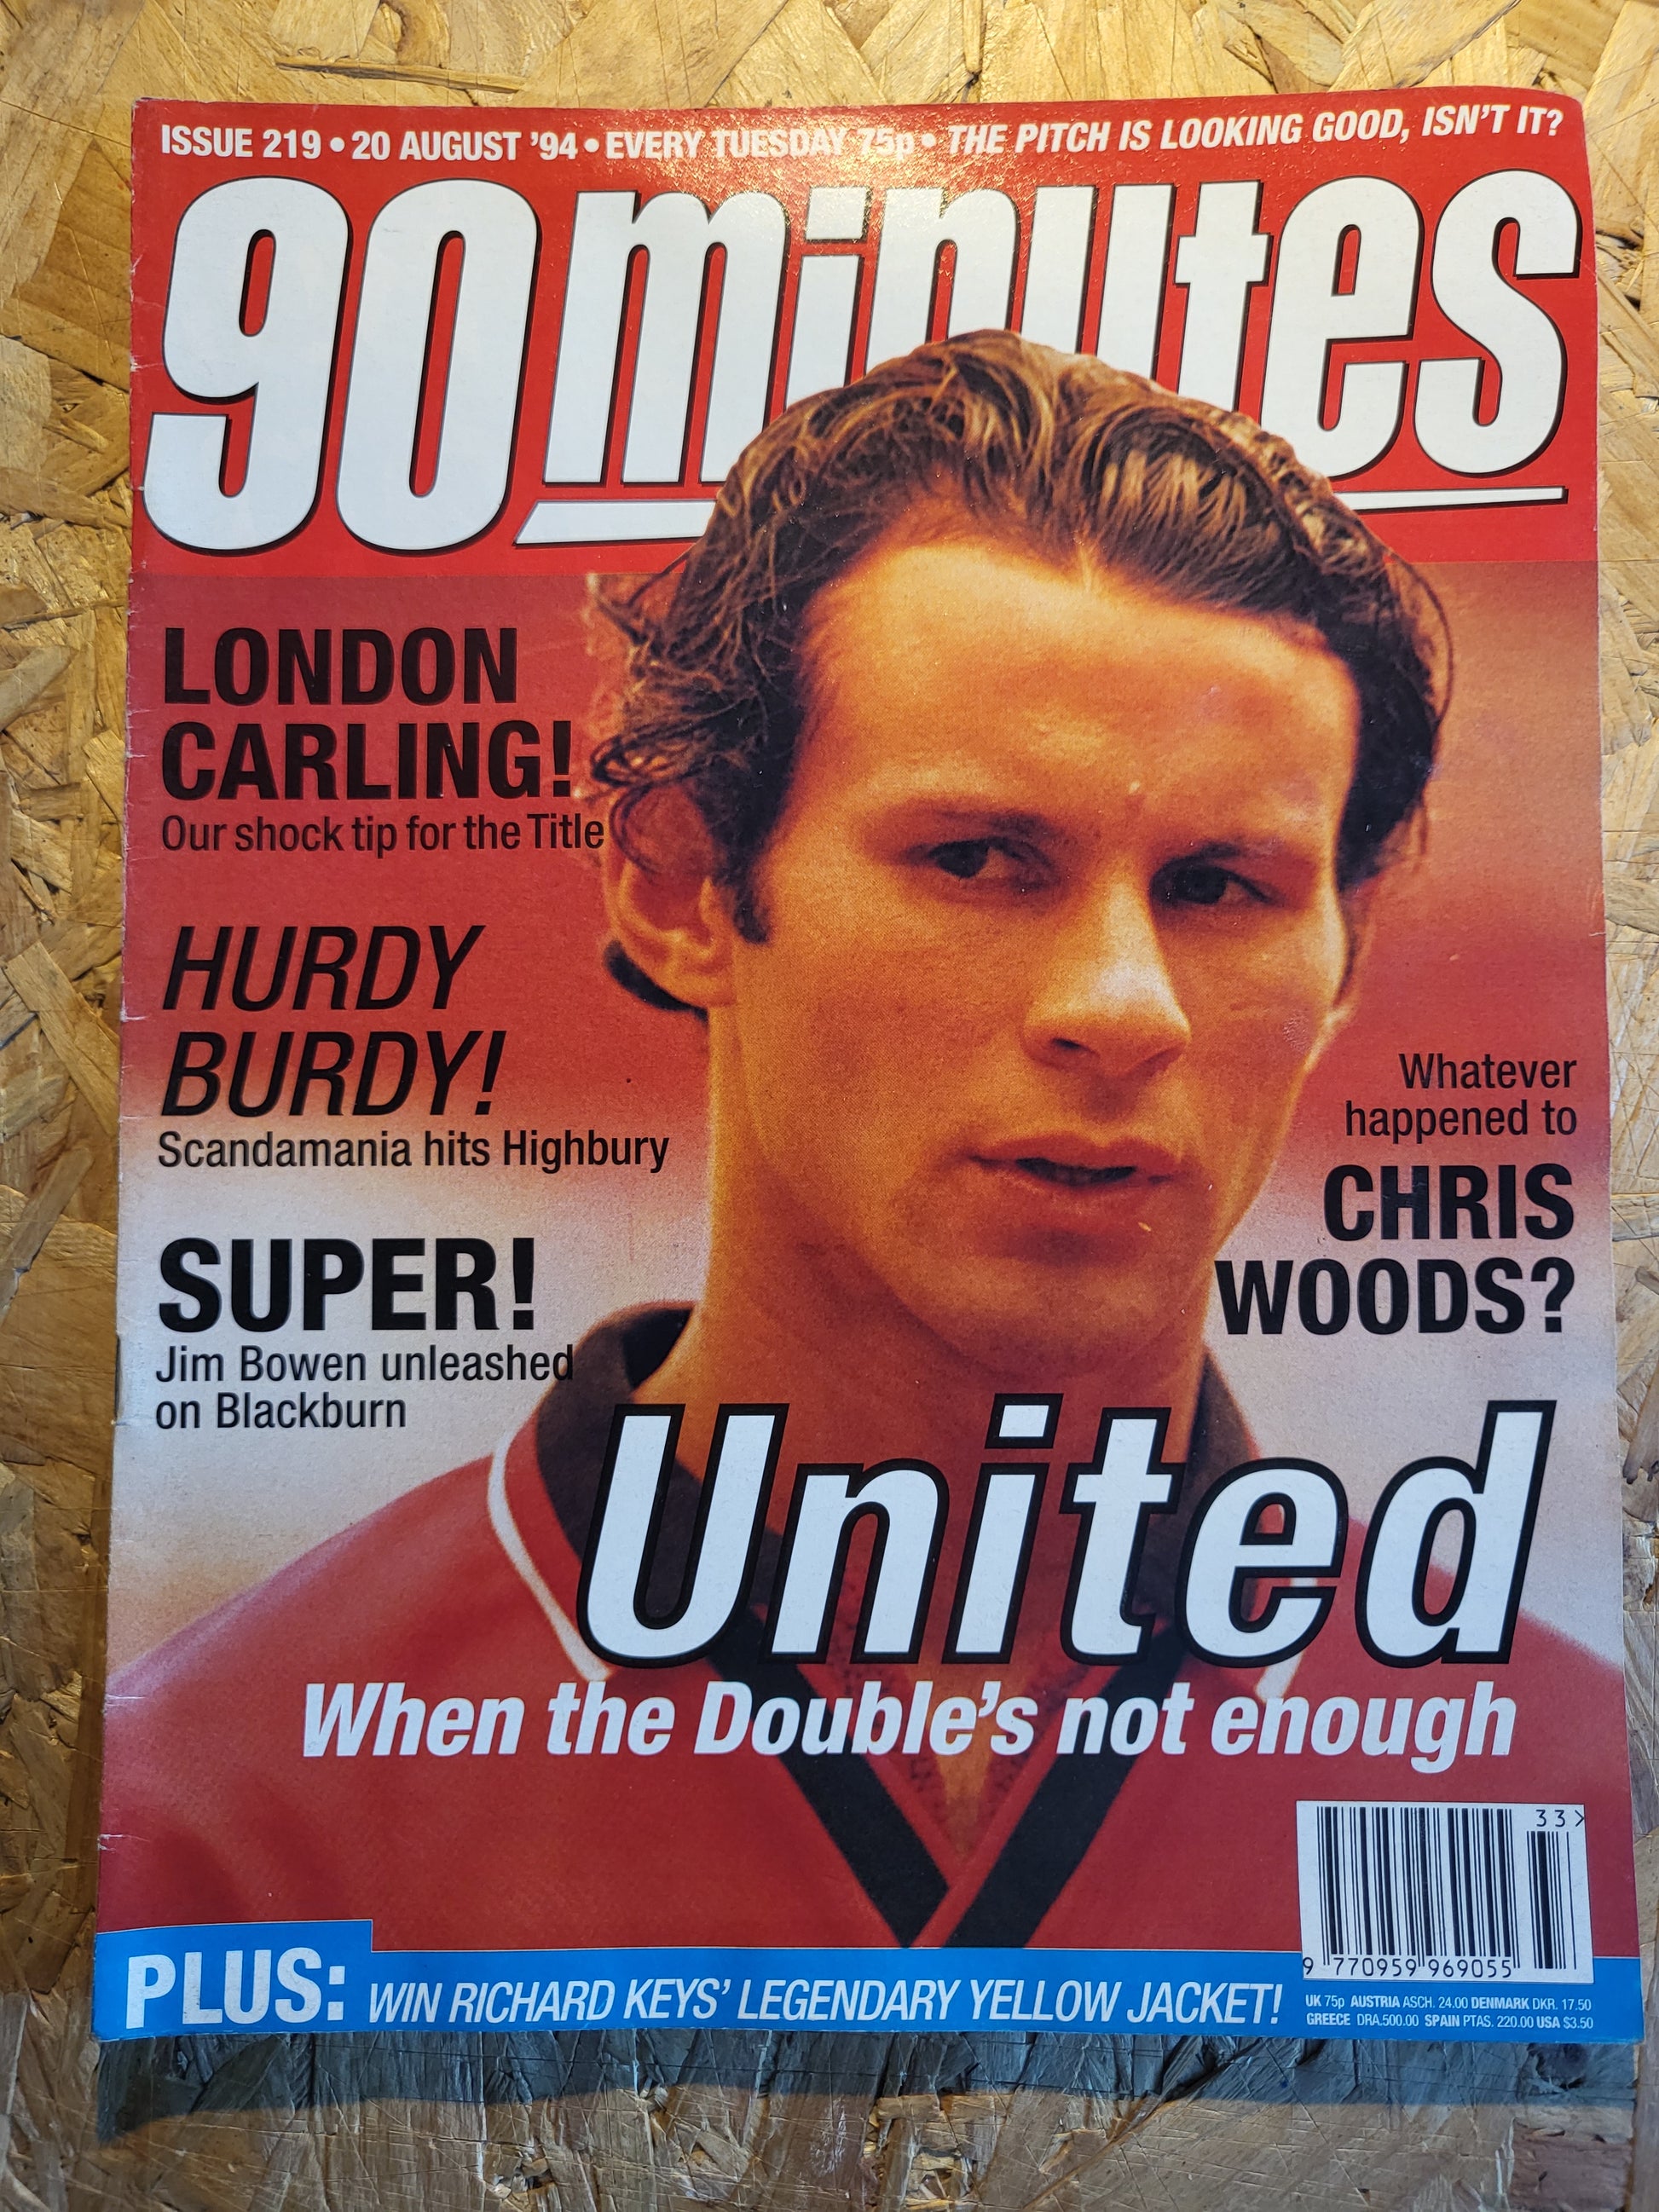 ISSUE 219 • 20 AUGUST '94 • EVERY TUESDAY 75p • THE PITCH IS LOOKING GOOD, ISN'T IT?
90 minutes
LONDON
CARLING!
Our shock tip for the Title
HURDY
BURDY!
Scandamania hits Highbury
SUPER!
Jim Bowen unleashed
on Blackburn
Whatever
happened to
CHRIS
WOODS?
United
When the Double's not enough
33>
9 770959 969055
PLUS: WIN RICHARD KEYS' LEGENDARY YELLOW JACKET!
UK 75p AUSTRIA ASCH. 24.00 DENMARK DKR. 17.50
GREECE DRA.500.00 SPAIN PTAS. 220.00 USA $3.50